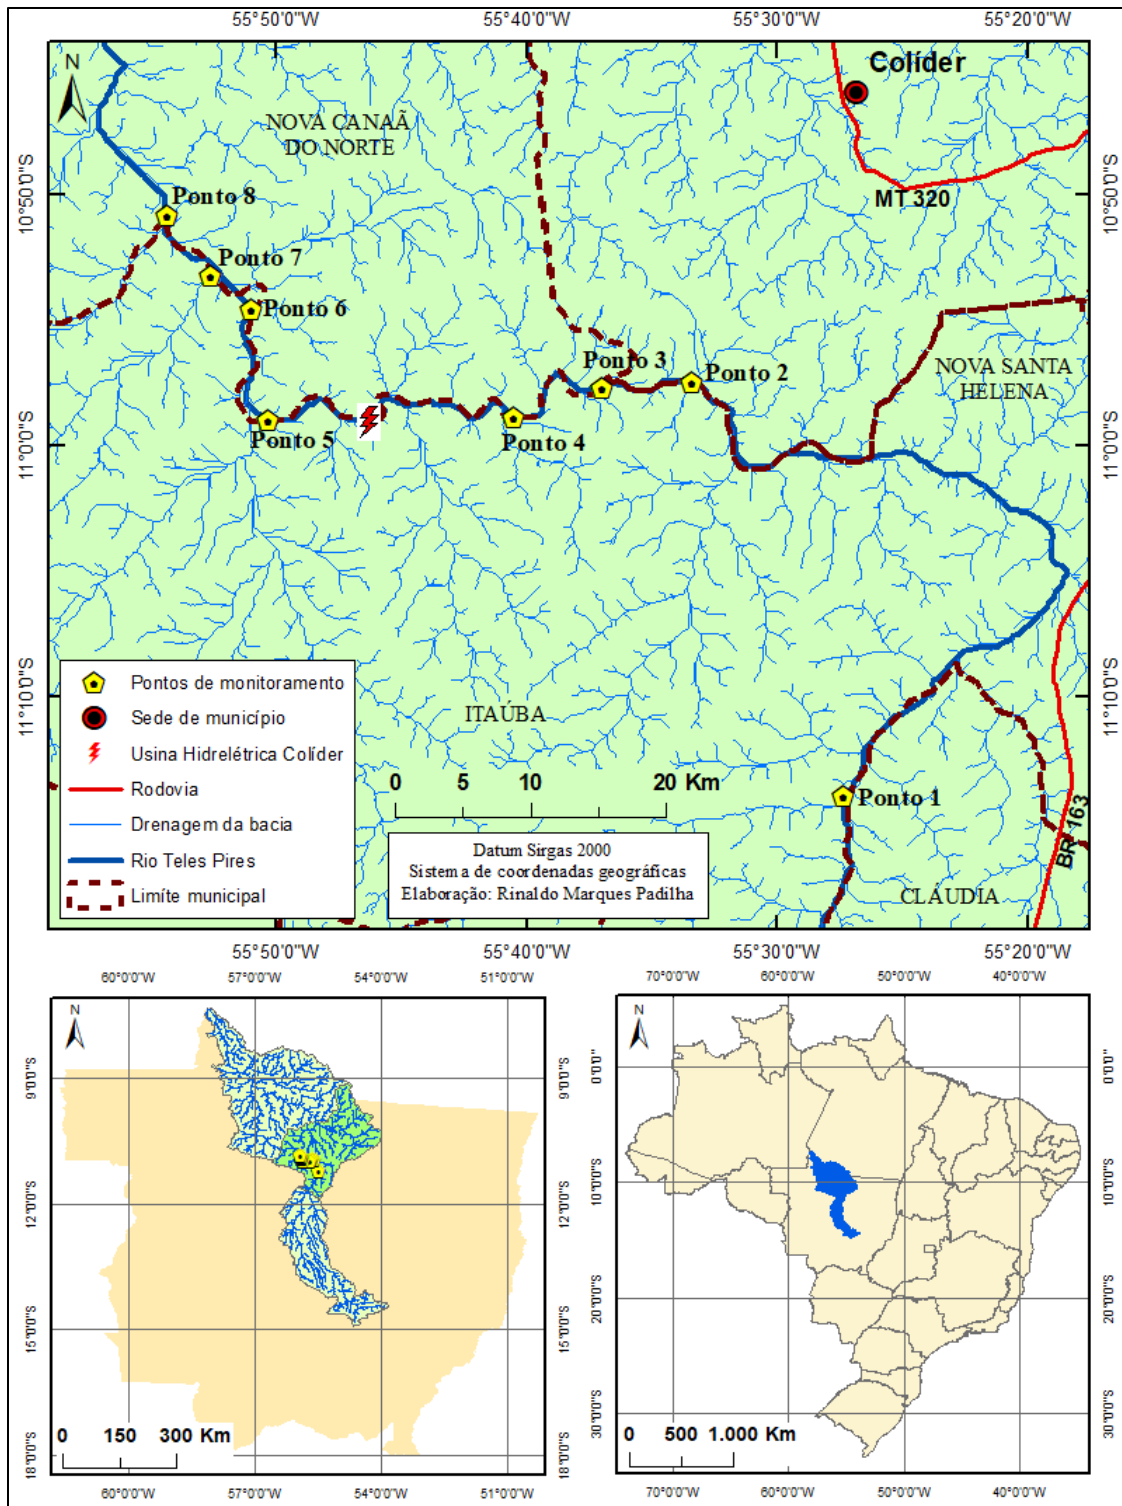 55°50'0"W 55°40'0"W 55°30'0"W 55°20'0"W
N
Colíder
NOVA CANAÃ
DO NORTE
10°50'0"S
10°50'0"S
MT 320
Ponto 8
Ponto 7
Ponto 6
Ponto 3
Ponto 2
NOVA SANTA
HELENA
Ponto 5
Ponto 4
11°0'0"S
11°0'0"S
11°10'0"S
11°10'0"S
ITAÚBA
Pontos de monitoramento
Sede de município
Usina Hidrelétrica Colíder
Rodovia
Drenagem da bacia
Rio Teles Pires
Limíte municipal
0 5 10 20 Km
Datum Sirgas 2000
Sistema de coordenadas geográficas
Elaboração: Rinaldo Marques Padilha
Ponto 1
BR 163
CLÁUDIA
55°50'0"W 55°40'0"W 55°30'0"W 55°20'0"W
60°0'0"W 57°0'0"W 54°0'0"W 51°0'0"W
N
9°0'0"S
9°0'0"S
12°0'0"S
12°0'0"S
15°0'0"S
15°0'0"S
18°0'0"S
18°0'0"S
0 150 300 Km
60°0'0"W 57°0'0"W 54°0'0"W 51°0'0"W
70°0'0"W 60°0'0"W 50°0'0"W 40°0'0"W
N
0°0'0"
0°0'0"
10°0'0"S
10°0'0"S
20°0'0"S
20°0'0"S
30°0'0"S
30°0'0"S
0 500 1.000 Km
70°0'0"W 60°0'0"W 50°0'0"W 40°0'0"W